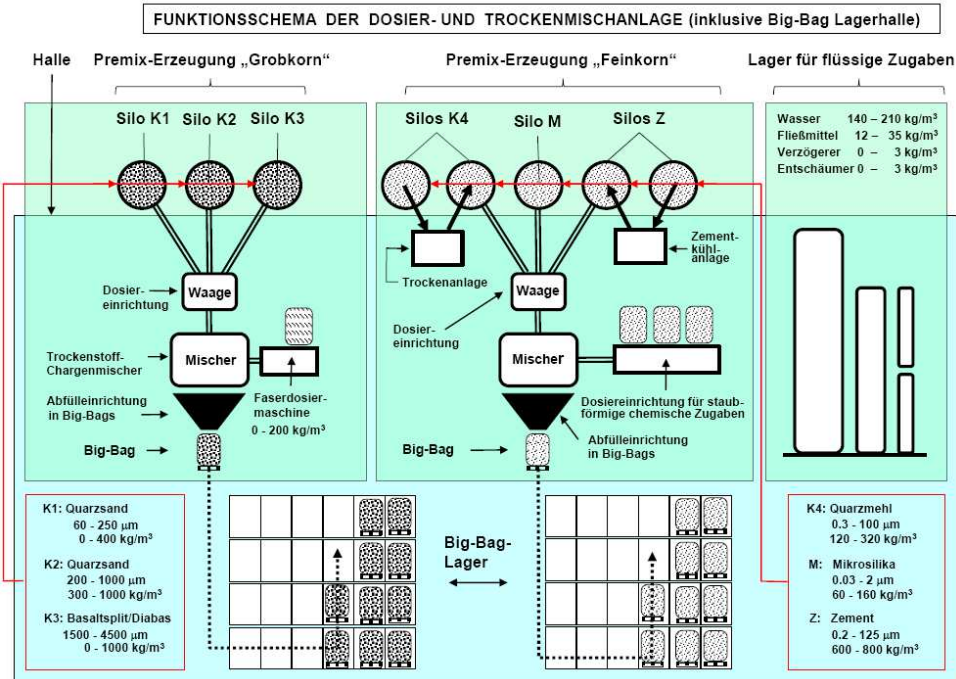 FUNKTIONSSCHEMA DER DOSIER- UND TROCKENMISCHANLAGE (inklusive Big-Bag Lagerhalle)
Halle
Premix-Erzeugung „Grobkorn“
Premix-Erzeugung „Feinkorn“
Lager für flüssige Zugaben
Silo K1
Silo K2
Silo K3
Silos K4
Silo M
Silos Z
Wasser 140 – 210 kg/m³
Fließmittel 12 – 35 kg/m³
Verzögerer 0 – 3 kg/m³
Entschäumer 0 – 3 kg/m³
Trockenanlage
Zement-
kühl-
anlage
Dosier-
einrichtung
Waage
Dosier-
einrichtung
Waage
Trockenstoff-
Chargenmischer
Mischer
Faserdosier-
maschine
0 - 200 kg/m³
Mischer
Dosiereinrichtung für staub-
förmige chemische Zugaben
Abfülleinrichtung
in Big-Bags
Big-Bag
Abfülleinrichtung
in Big-Bags
Big-Bag
K1: Quarzsand
60 - 250 µm
0 - 400 kg/m³
K2: Quarzsand
200 - 1000 µm
300 - 1000 kg/m³
K3: Basaltsplit/Diabas
1500 - 4500 µm
0 - 1000 kg/m³
Big-Bag-
Lager
K4: Quarzmehl
0.3 - 100 µm
120 - 320 kg/m³
M: Mikrosilika
0.03 - 2 µm
60 - 160 kg/m³
Z: Zement
0.2 - 125 µm
600 - 800 kg/m³